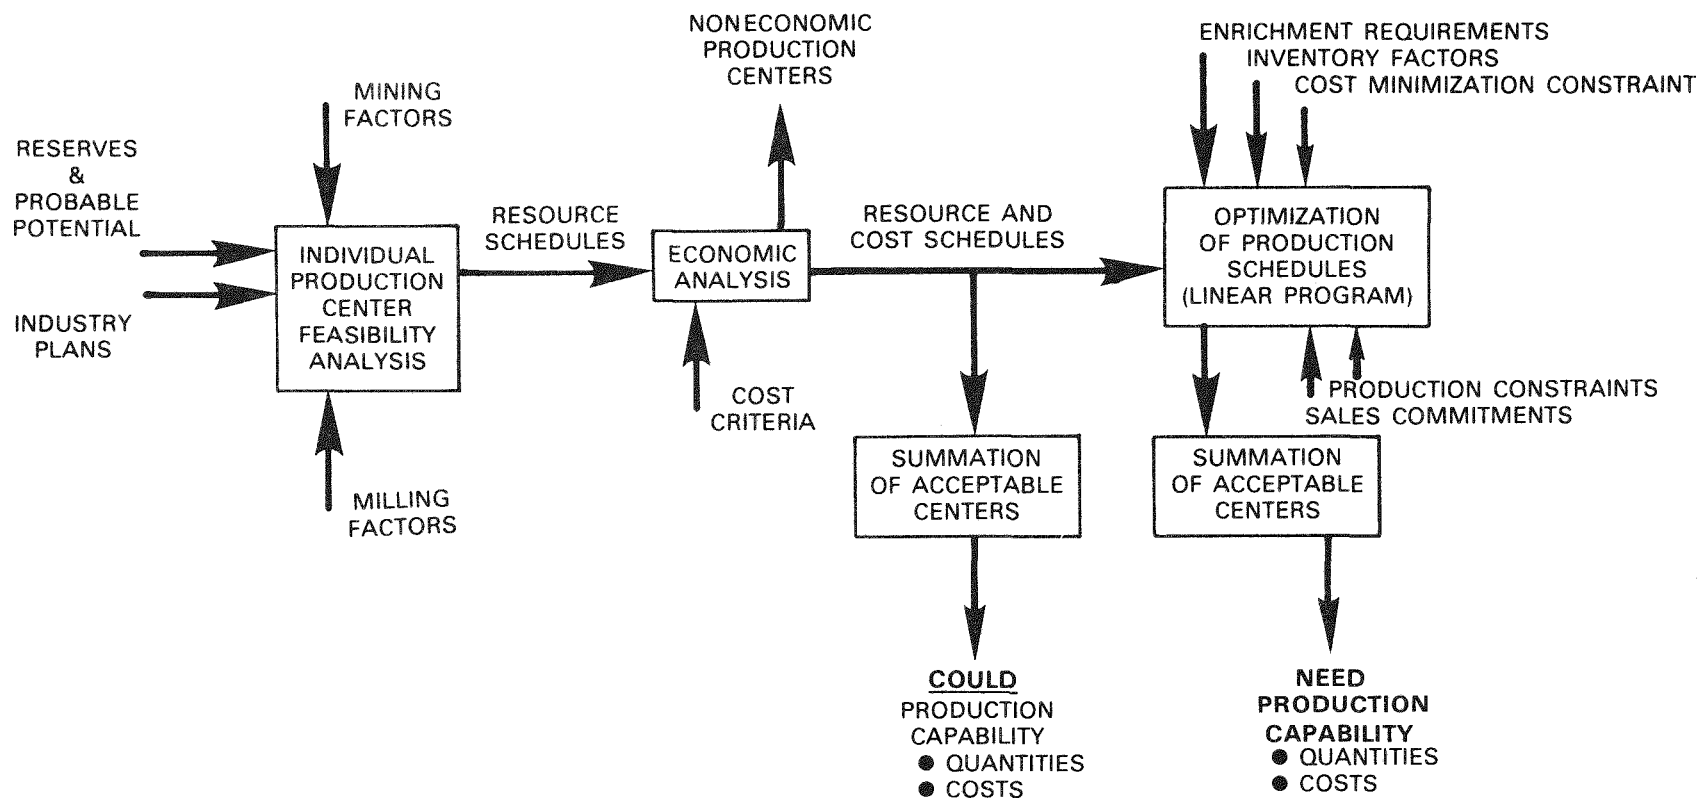 NONECONOMIC
PRODUCTION
CENTERS
ENRICHMENT REQUIREMENTS
INVENTORY FACTORS
COST MINIMIZATION CONSTRAINT
MINING
FACTORS
RESERVES
&
PROBABLE
POTENTIAL
INDUSTRY
PLANS
INDIVIDUAL
PRODUCTION
CENTER
FEASIBILITY
ANALYSIS
MILLING
FACTORS
RESOURCE
SCHEDULES
ECONOMIC
ANALYSIS
COST
CRITERIA
RESOURCE AND
COST SCHEDULES
OPTIMIZATION
OF PRODUCTION
SCHEDULES
(LINEAR PROGRAM)
PRODUCTION CONSTRAINTS
SALES COMMITMENTS
SUMMATION
OF ACCEPTABLE
CENTERS
SUMMATION
OF ACCEPTABLE
CENTERS
COULD
PRODUCTION
CAPABILITY
● QUANTITIES
● COSTS
NEED
PRODUCTION
CAPABILITY
● QUANTITIES
● COSTS